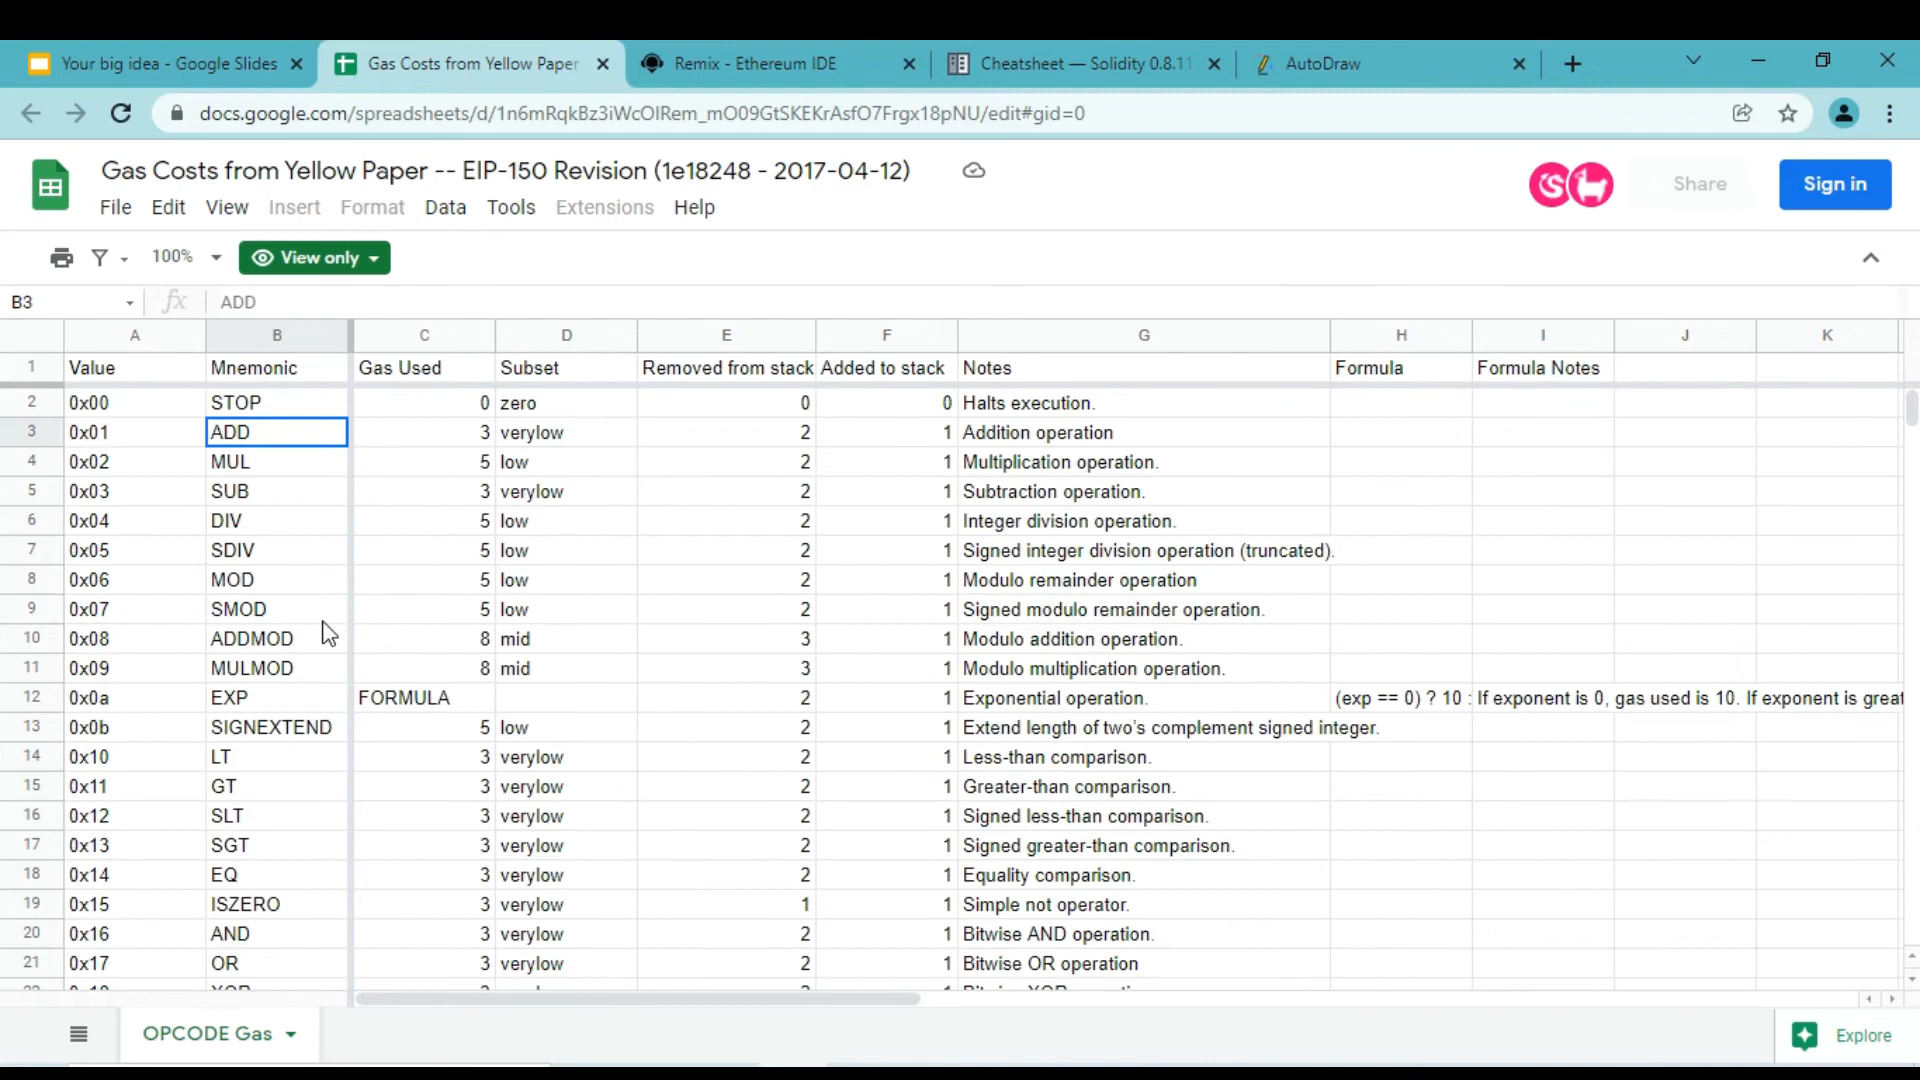 Your big idea - Google Slides
Gas Costs from Yellow Paper
Remix - Ethereum IDE
Cheatsheet — Solidity 0.8.11
AutoDraw
docs.google.com/spreadsheets/d/1n6mRqkBz3iWcOlRem_mO09GtSKEKrAsfO7Frgx18pNU/edit#gid=0
Gas Costs from Yellow Paper -- EIP-150 Revision (1e18248 - 2017-04-12)
Share
Sign in
File Edit View Insert Format Data Tools Extensions Help
100% View only
B3 fx ADD
A B C D E F G H I J K
1 Value Mnemonic Gas Used Subset Removed from stack Added to stack Notes Formula Formula Notes
2 0x00 STOP 0 zero 0 0 Halts execution.
3 0x01 ADD 3 verylow 2 1 Addition operation
4 0x02 MUL 5 low 2 1 Multiplication operation.
5 0x03 SUB 3 verylow 2 1 Subtraction operation.
6 0x04 DIV 5 low 2 1 Integer division operation.
7 0x05 SDIV 5 low 2 1 Signed integer division operation (truncated).
8 0x06 MOD 5 low 2 1 Modulo remainder operation
9 0x07 SMOD 5 low 2 1 Signed modulo remainder operation.
10 0x08 ADDMOD 8 mid 3 1 Modulo addition operation.
11 0x09 MULMOD 8 mid 3 1 Modulo multiplication operation.
12 0x0a EXP FORMULA 2 1 Exponential operation. (exp == 0) ? 10 : If exponent is 0, gas used is 10. If exponent is great
13 0x0b SIGNEXTEND 5 low 2 1 Extend length of two's complement signed integer.
14 0x10 LT 3 verylow 2 1 Less-than comparison.
15 0x11 GT 3 verylow 2 1 Greater-than comparison.
16 0x12 SLT 3 verylow 2 1 Signed less-than comparison.
17 0x13 SGT 3 verylow 2 1 Signed greater-than comparison.
18 0x14 EQ 3 verylow 2 1 Equality comparison.
19 0x15 ISZERO 3 verylow 1 1 Simple not operator.
20 0x16 AND 3 verylow 2 1 Bitwise AND operation.
21 0x17 OR 3 verylow 2 1 Bitwise OR operation
OPCODE Gas
Explore